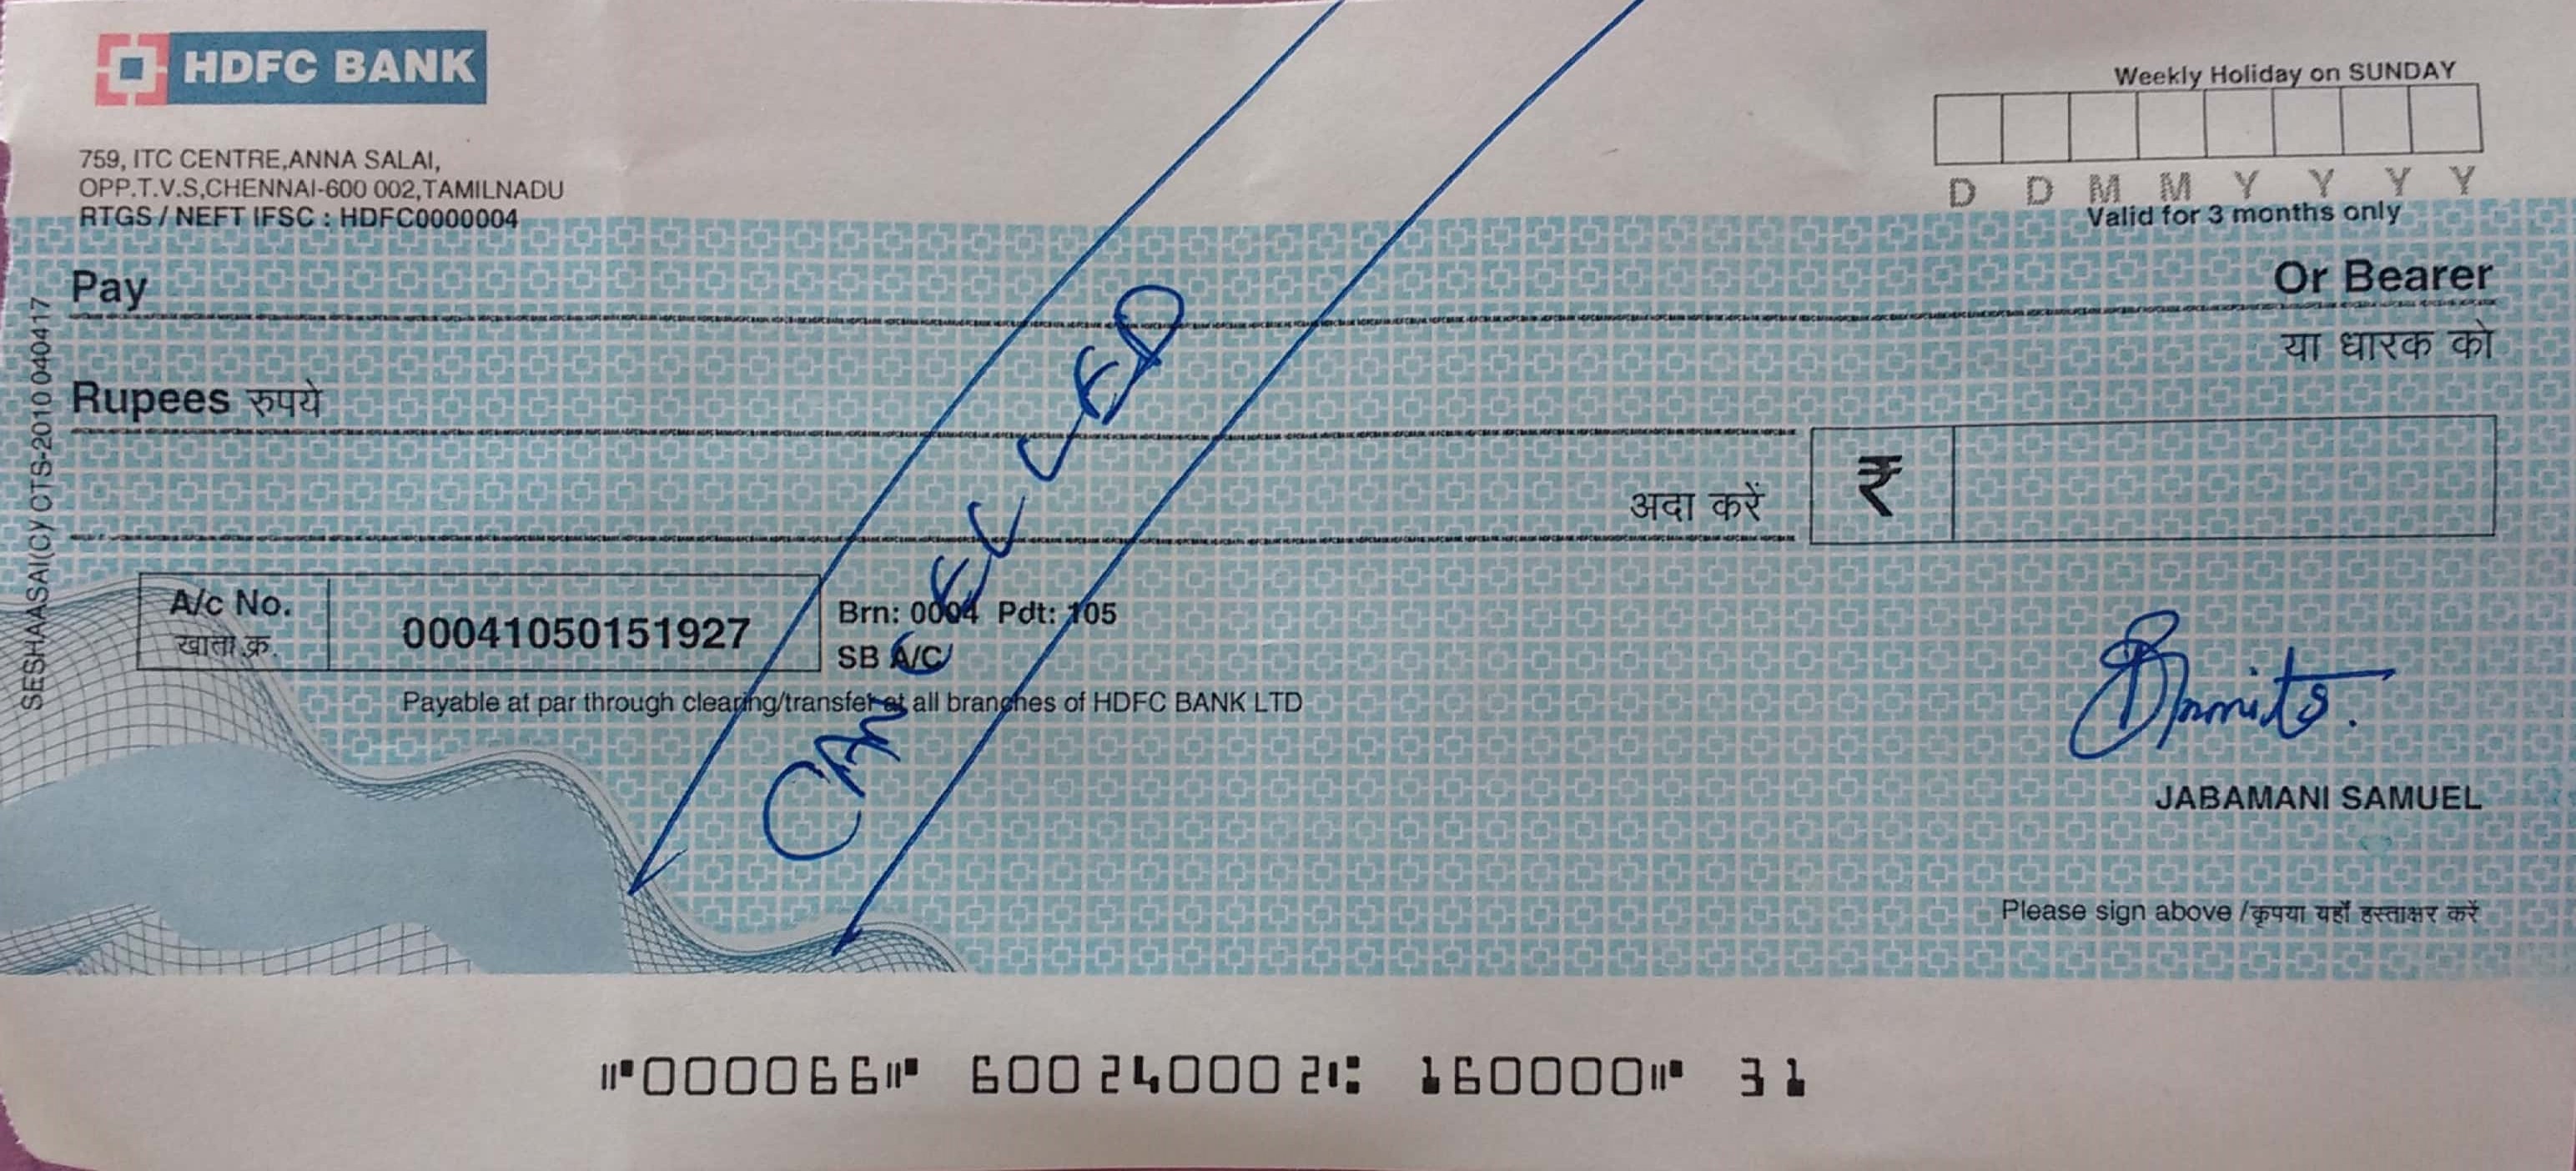 HDFC BANK
759, ITC CENTRE,ANNA SALAI,
OPP.T.V.S,CHENNAI-600 002,TAMILNADU
RTGS / NEFT IFSC : HDFC0000004
Weekly Holiday on SUNDAY
D D M M Y Y Y Y
Valid for 3 months only
Pay
Or Bearer
या धारक को
Rupees रुपये
अदा करें
₹
CANCELLED
A/c No.
खाता क्र.
00041050151927
Brn: 0004 Pdt: 105
SB A/C
Payable at par through clearing/transfer at all branches of HDFC BANK LTD
JABAMANI SAMUEL
Please sign above / कृपया यहाँ हस्ताक्षर करें
SESHAASAI(C)/ CTS-2010 040417
⑈000066⑈ 600240002⑆ 160000⑈ 31